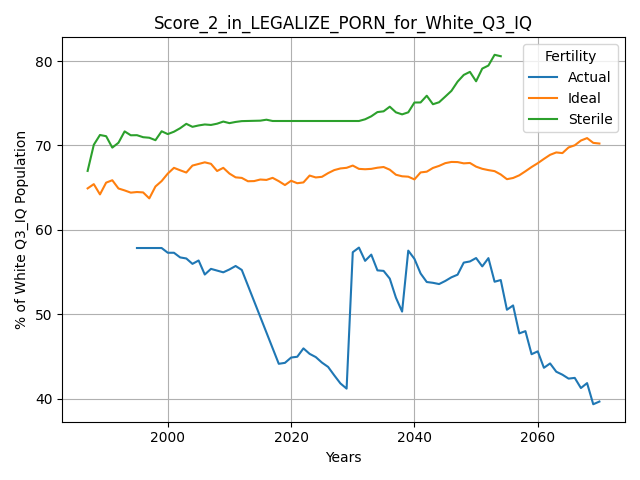 Score_2_in_LEGALIZE_PORN_for_White_Q3_IQ
% of White Q3_IQ Population
80
70
60
50
40
Fertility
Actual
Ideal
Sterile
2000
2020
2040
2060
Years